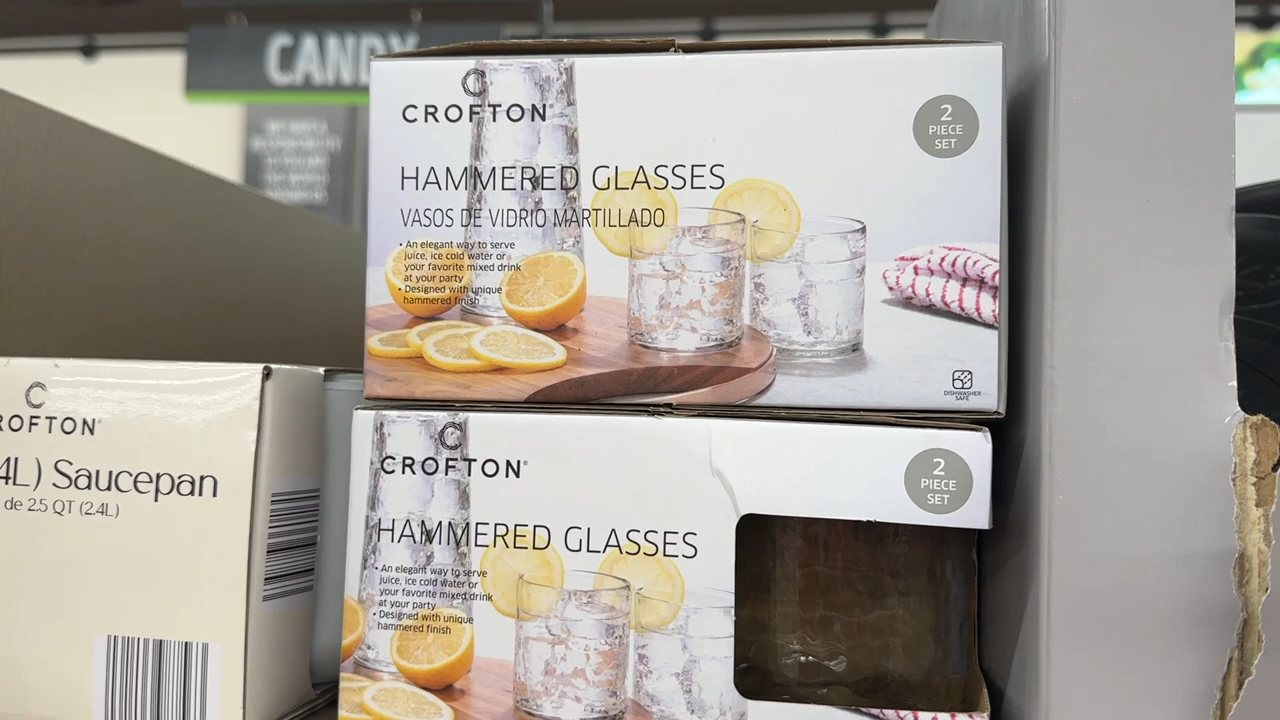 CANDY
CROFTON®
HAMMERED GLASSES
VASOS DE VIDRIO MARTILLADO
• An elegant way to serve
juice, ice cold water or
your favorite mixed drink
at your party
• Designed with unique
hammered finish
2
PIECE
SET
DISHWASHER
SAFE
CROFTON®
HAMMERED GLASSES
• An elegant way to serve
juice, ice cold water or
your favorite mixed drink
at your party
• Designed with unique
hammered finish
2
PIECE
SET
ROFTON®
4L) Saucepan
de 2.5 QT (2.4L)